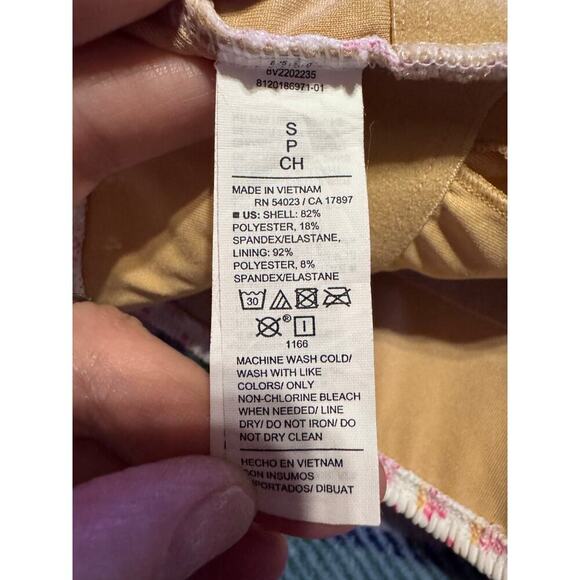 8V2202235
8120186971-01
S
P
CH
MADE IN VIETNAM
RN 54023 / CA 17897
US: SHELL: 82%
POLYESTER, 18%
SPANDEX/ELASTANE,
LINING: 92%
POLYESTER, 8%
SPANDEX/ELASTANE
30
® I
1166
MACHINE WASH COLD/
WASH WITH LIKE
COLORS/ ONLY
NON-CHLORINE BLEACH
WHEN NEEDED/ LINE
DRY/ DO NOT IRON/ DO
NOT DRY CLEAN
HECHO EN VIETNAM
CON INSUMOS
IMPORTADOS/ DIBUAT